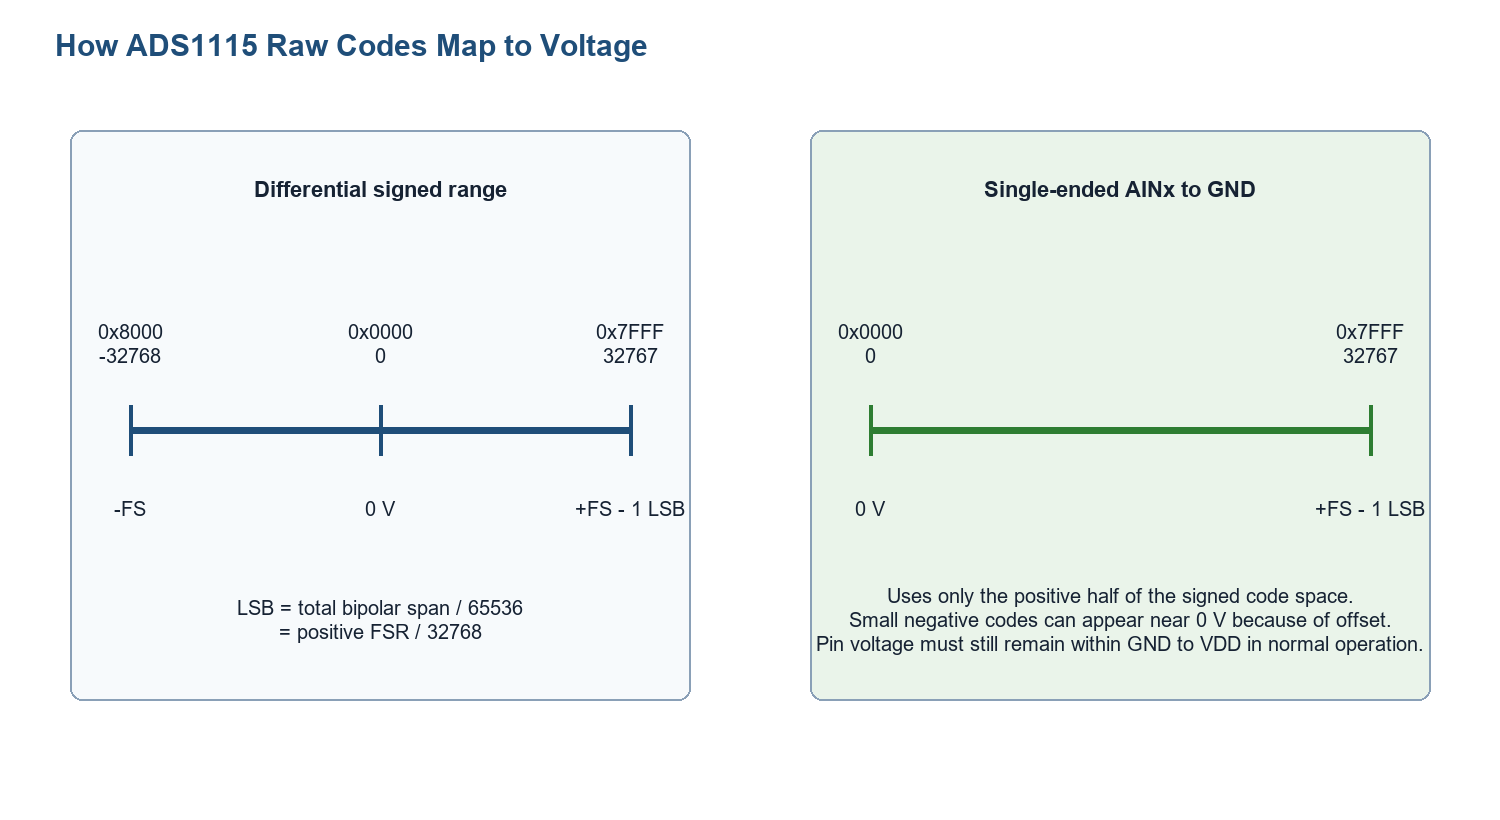 How ADS1115 Raw Codes Map to Voltage
Differential signed range
0x8000
-32768
0x0000
0
0x7FFF
32767
-FS
0 V
+FS - 1 LSB
LSB = total bipolar span / 65536
= positive FSR / 32768
Single-ended AINx to GND
0x0000
0
0x7FFF
32767
0 V
+FS - 1 LSB
Uses only the positive half of the signed code space.
Small negative codes can appear near 0 V because of offset.
Pin voltage must still remain within GND to VDD in normal operation.